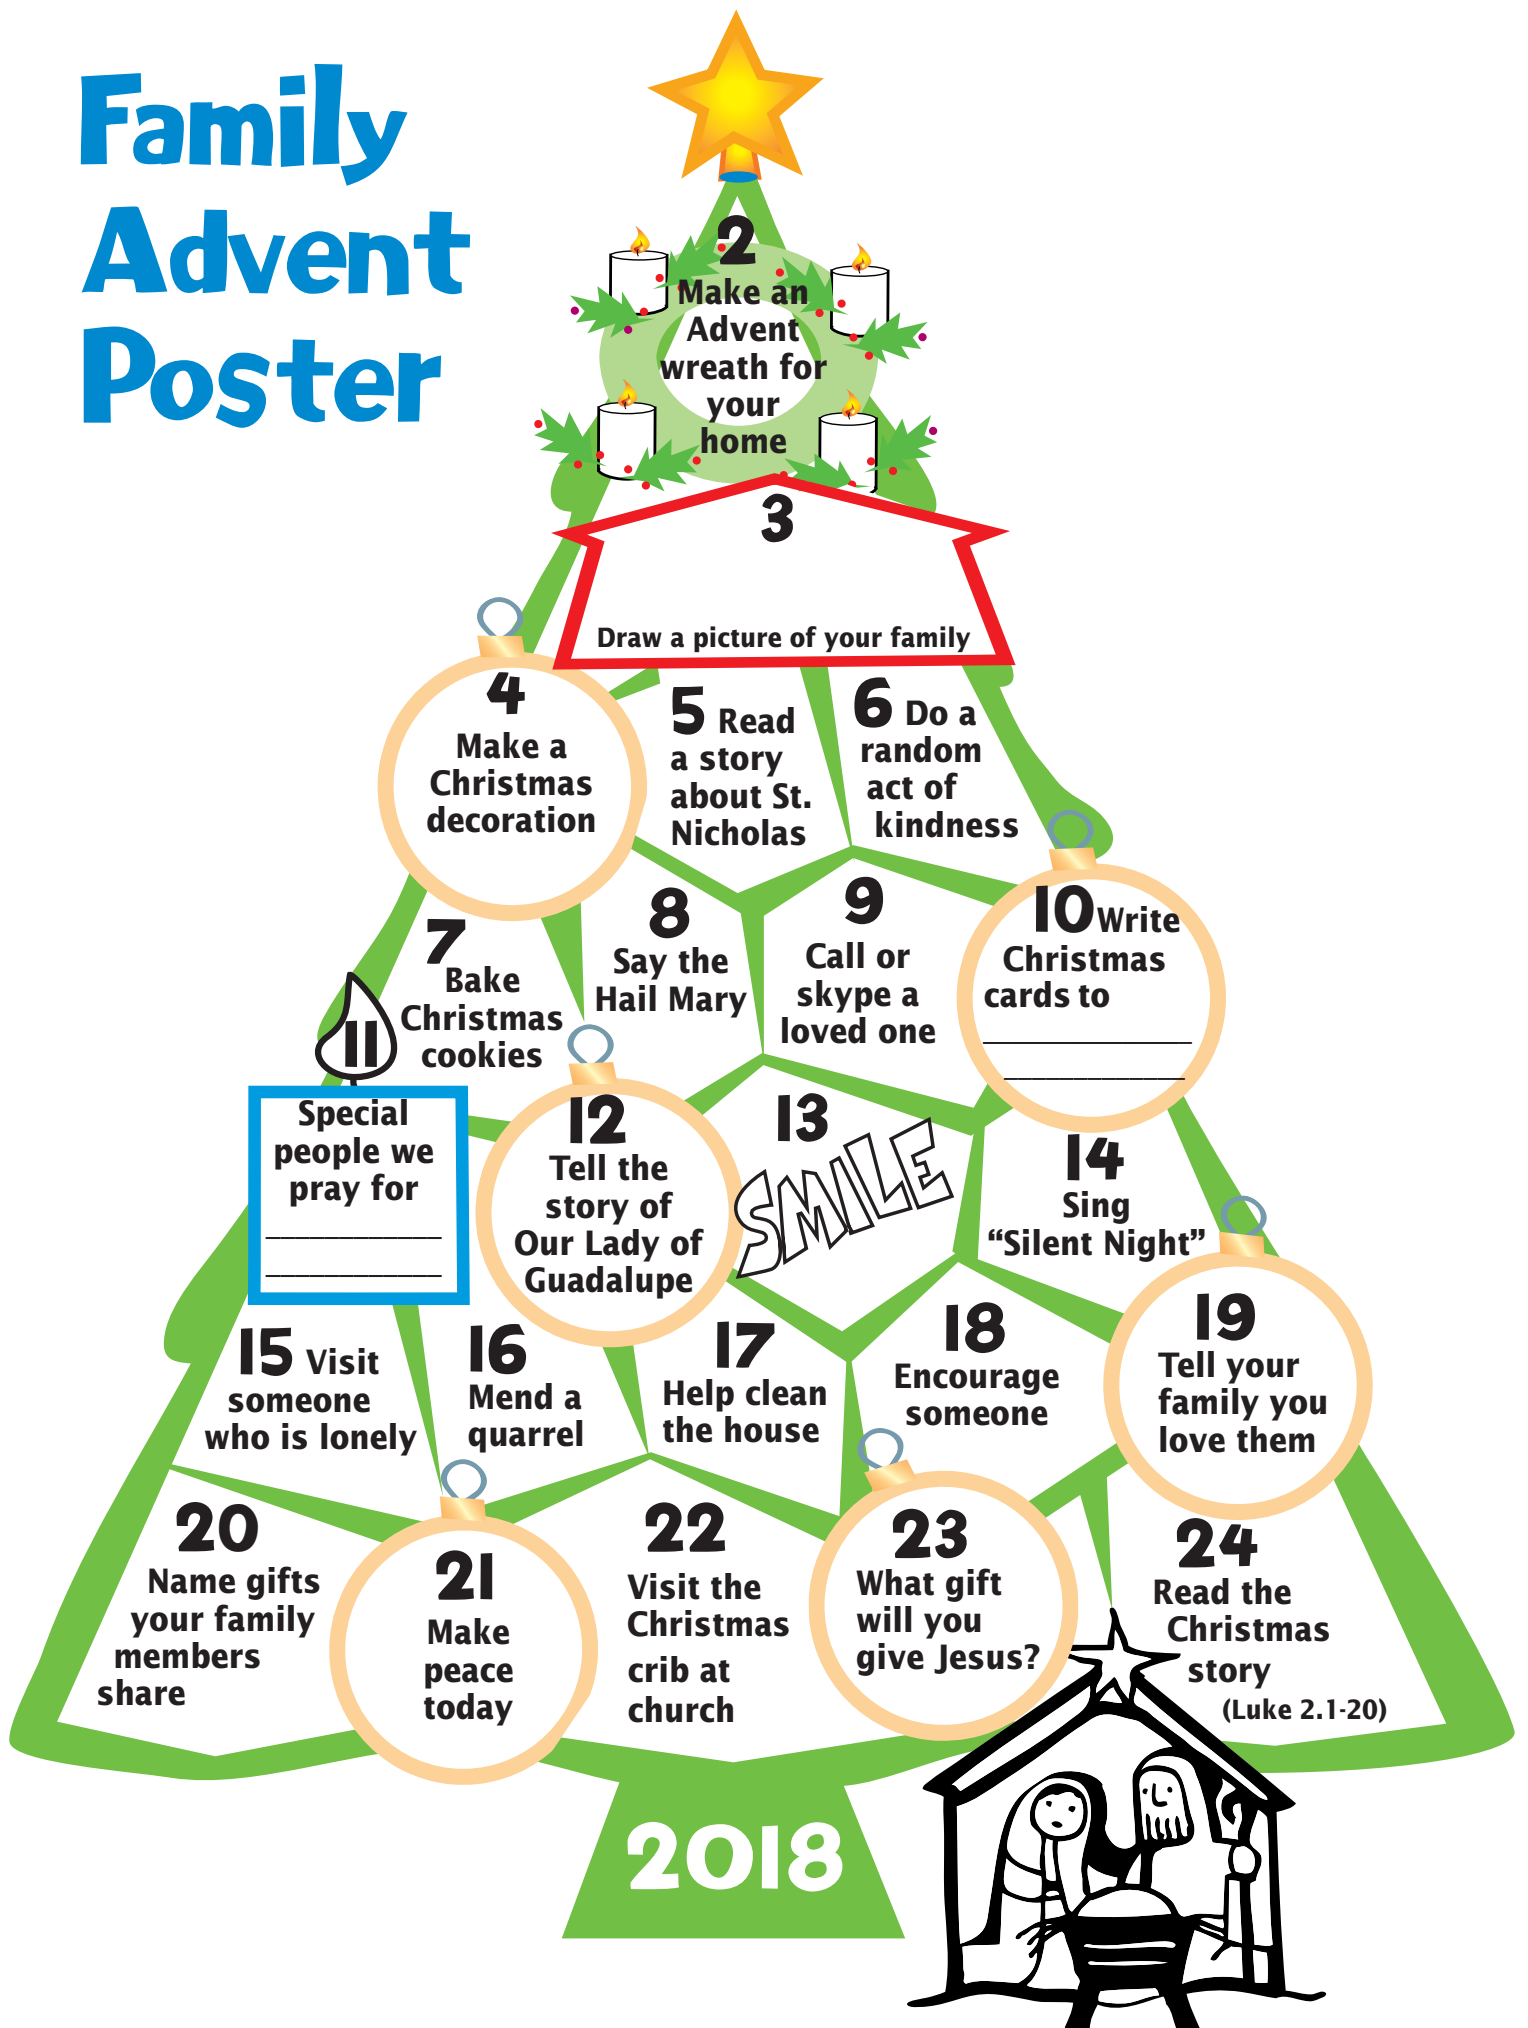 Family
Advent
Poster
2
Make an
Advent
wreath for
your
home
3
Draw a picture of your family
4
Make a
Christmas
decoration
5 Read
a story
about St.
Nicholas
6 Do a
random
act of
kindness
7
Bake
Christmas
cookies
8
Say the
Hail Mary
9
Call or
skype a
loved one
10 Write
Christmas
cards to
11
Special
people we
pray for
12
Tell the
story of
Our Lady of
Guadalupe
13
SMILE
14
Sing
“Silent Night”
15 Visit
someone
who is lonely
16
Mend a
quarrel
17
Help clean
the house
18
Encourage
someone
19
Tell your
family you
love them
20
Name gifts
your family
members
share
21
Make
peace
today
22
Visit the
Christmas
crib at
church
23
What gift
will you
give Jesus?
24
Read the
Christmas
story
(Luke 2.1-20)
2018